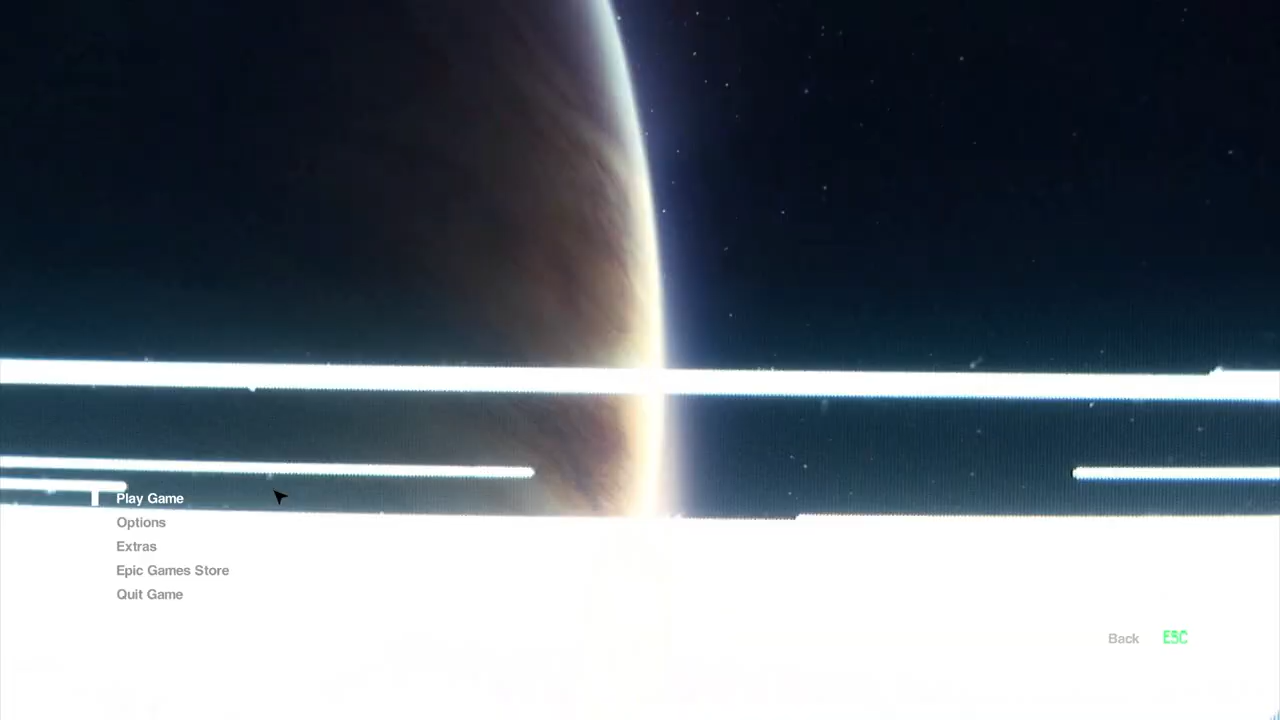 Play Game
Options
Extras
Epic Games Store
Quit Game
Back ESC